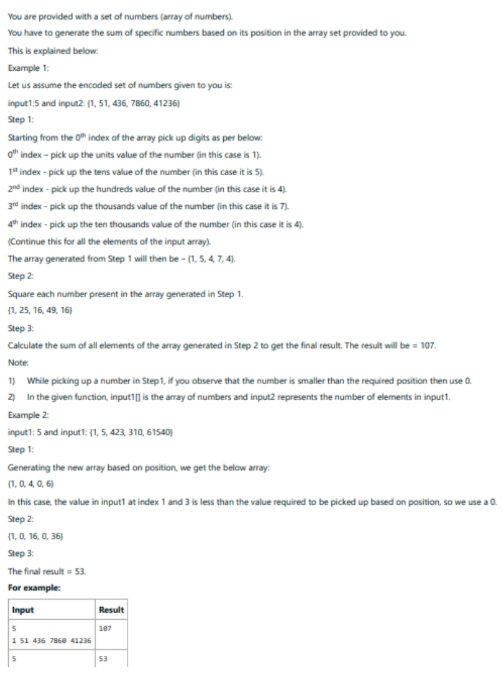 You are provided with a set of numbers (array of numbers).
You have to generate the sum of specific numbers based on its position in the array set provided to you.
This is explained below:
Example 1:
Let us assume the encoded set of numbers given to you is:
input1:5 and input2: {1, 51, 436, 7860, 41236}
Step 1:
Starting from the 0th index of the array pick up digits as per below:
0th index – pick up the units value of the number (in this case is 1).
1st index - pick up the tens value of the number (in this case it is 5).
2nd index - pick up the hundreds value of the number (in this case it is 4).
3rd index - pick up the thousands value of the number (in this case it is 7).
4th index - pick up the ten thousands value of the number (in this case it is 4).
(Continue this for all the elements of the input array).
The array generated from Step 1 will then be – {1, 5, 4, 7, 4}.
Step 2:
Square each number present in the array generated in Step 1.
{1, 25, 16, 49, 16}
Step 3:
Calculate the sum of all elements of the array generated in Step 2 to get the final result. The result will be = 107.
Note:
1) While picking up a number in Step1, if you observe that the number is smaller than the required position then use 0.
2) In the given function, input1[] is the array of numbers and input2 represents the number of elements in input1.
Example 2:
input1: 5 and input1: {1, 5, 423, 310, 61540}
Step 1:
Generating the new array based on position, we get the below array:
{1, 0, 4, 0, 6}
In this case, the value in input1 at index 1 and 3 is less than the value required to be picked up based on position, so we use a 0.
Step 2:
{1, 0, 16, 0, 36}
Step 3:
The final result = 53.
For example:
Input Result
5 107
1 51 436 7860 41236
5 53